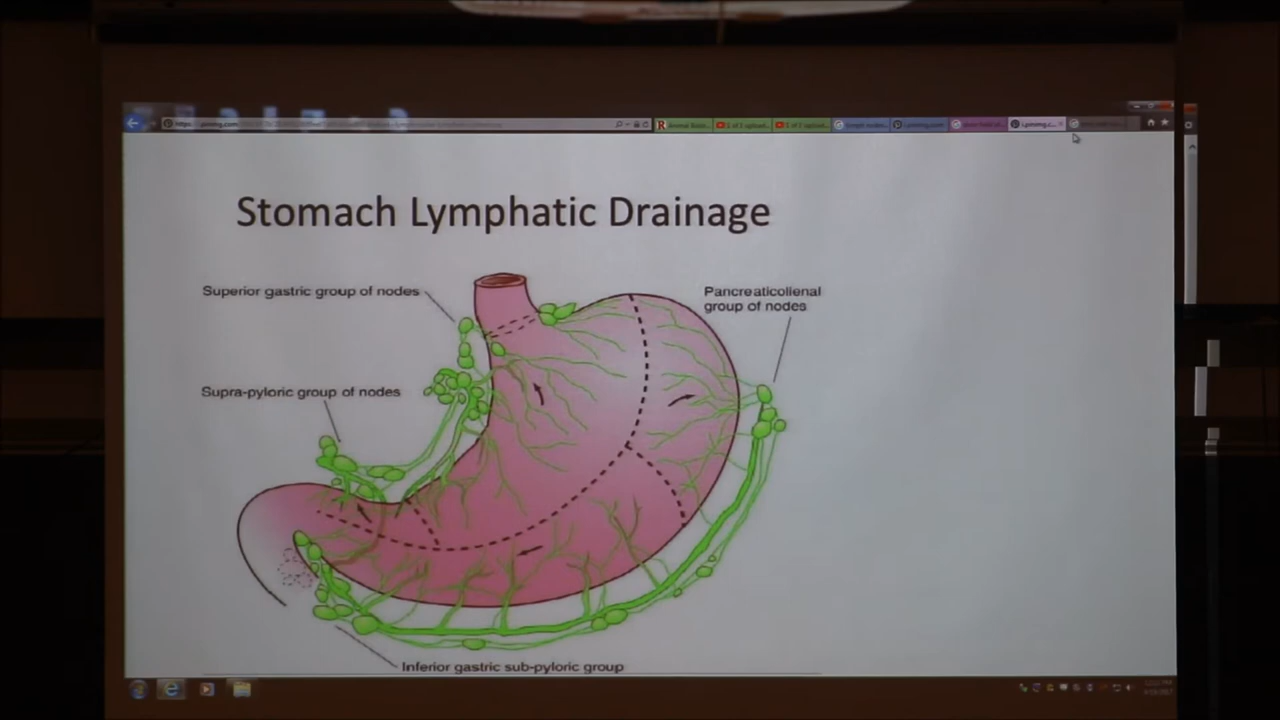 Stomach Lymphatic Drainage
Superior gastric group of nodes
Pancreaticolienal
group of nodes
Supra-pyloric group of nodes
Inferior gastric sub-pyloric group